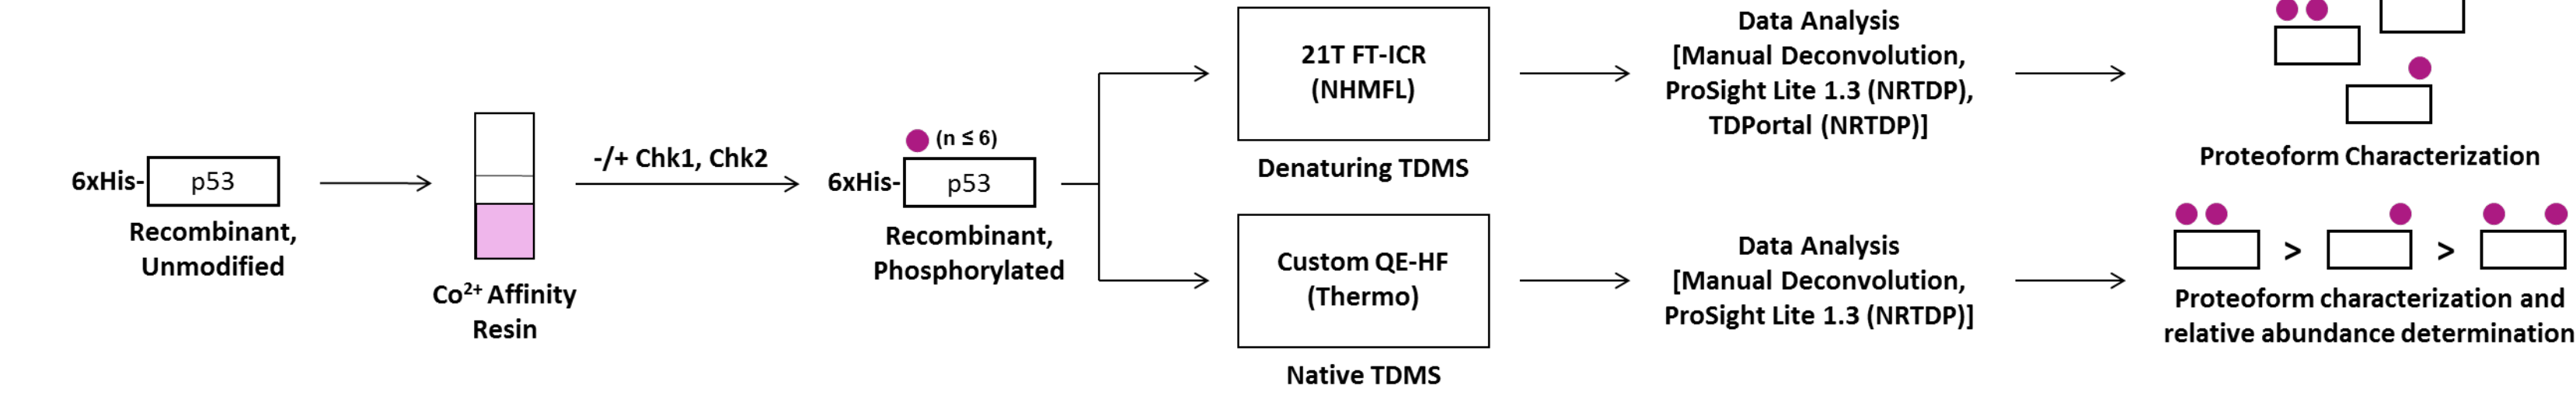 6xHis-
p53
Recombinant,
Unmodified
Co²⁺ Affinity
Resin
-/+ Chk1, Chk2
(n ≤ 6)
6xHis-
p53
Recombinant,
Phosphorylated
21T FT-ICR
(NHMFL)
Denaturing TDMS
Data Analysis
[Manual Deconvolution,
ProSight Lite 1.3 (NRTDP),
TDPortal (NRTDP)]
Proteoform Characterization
Custom QE-HF
(Thermo)
Native TDMS
Data Analysis
[Manual Deconvolution,
ProSight Lite 1.3 (NRTDP)]
> >
Proteoform characterization and
relative abundance determination